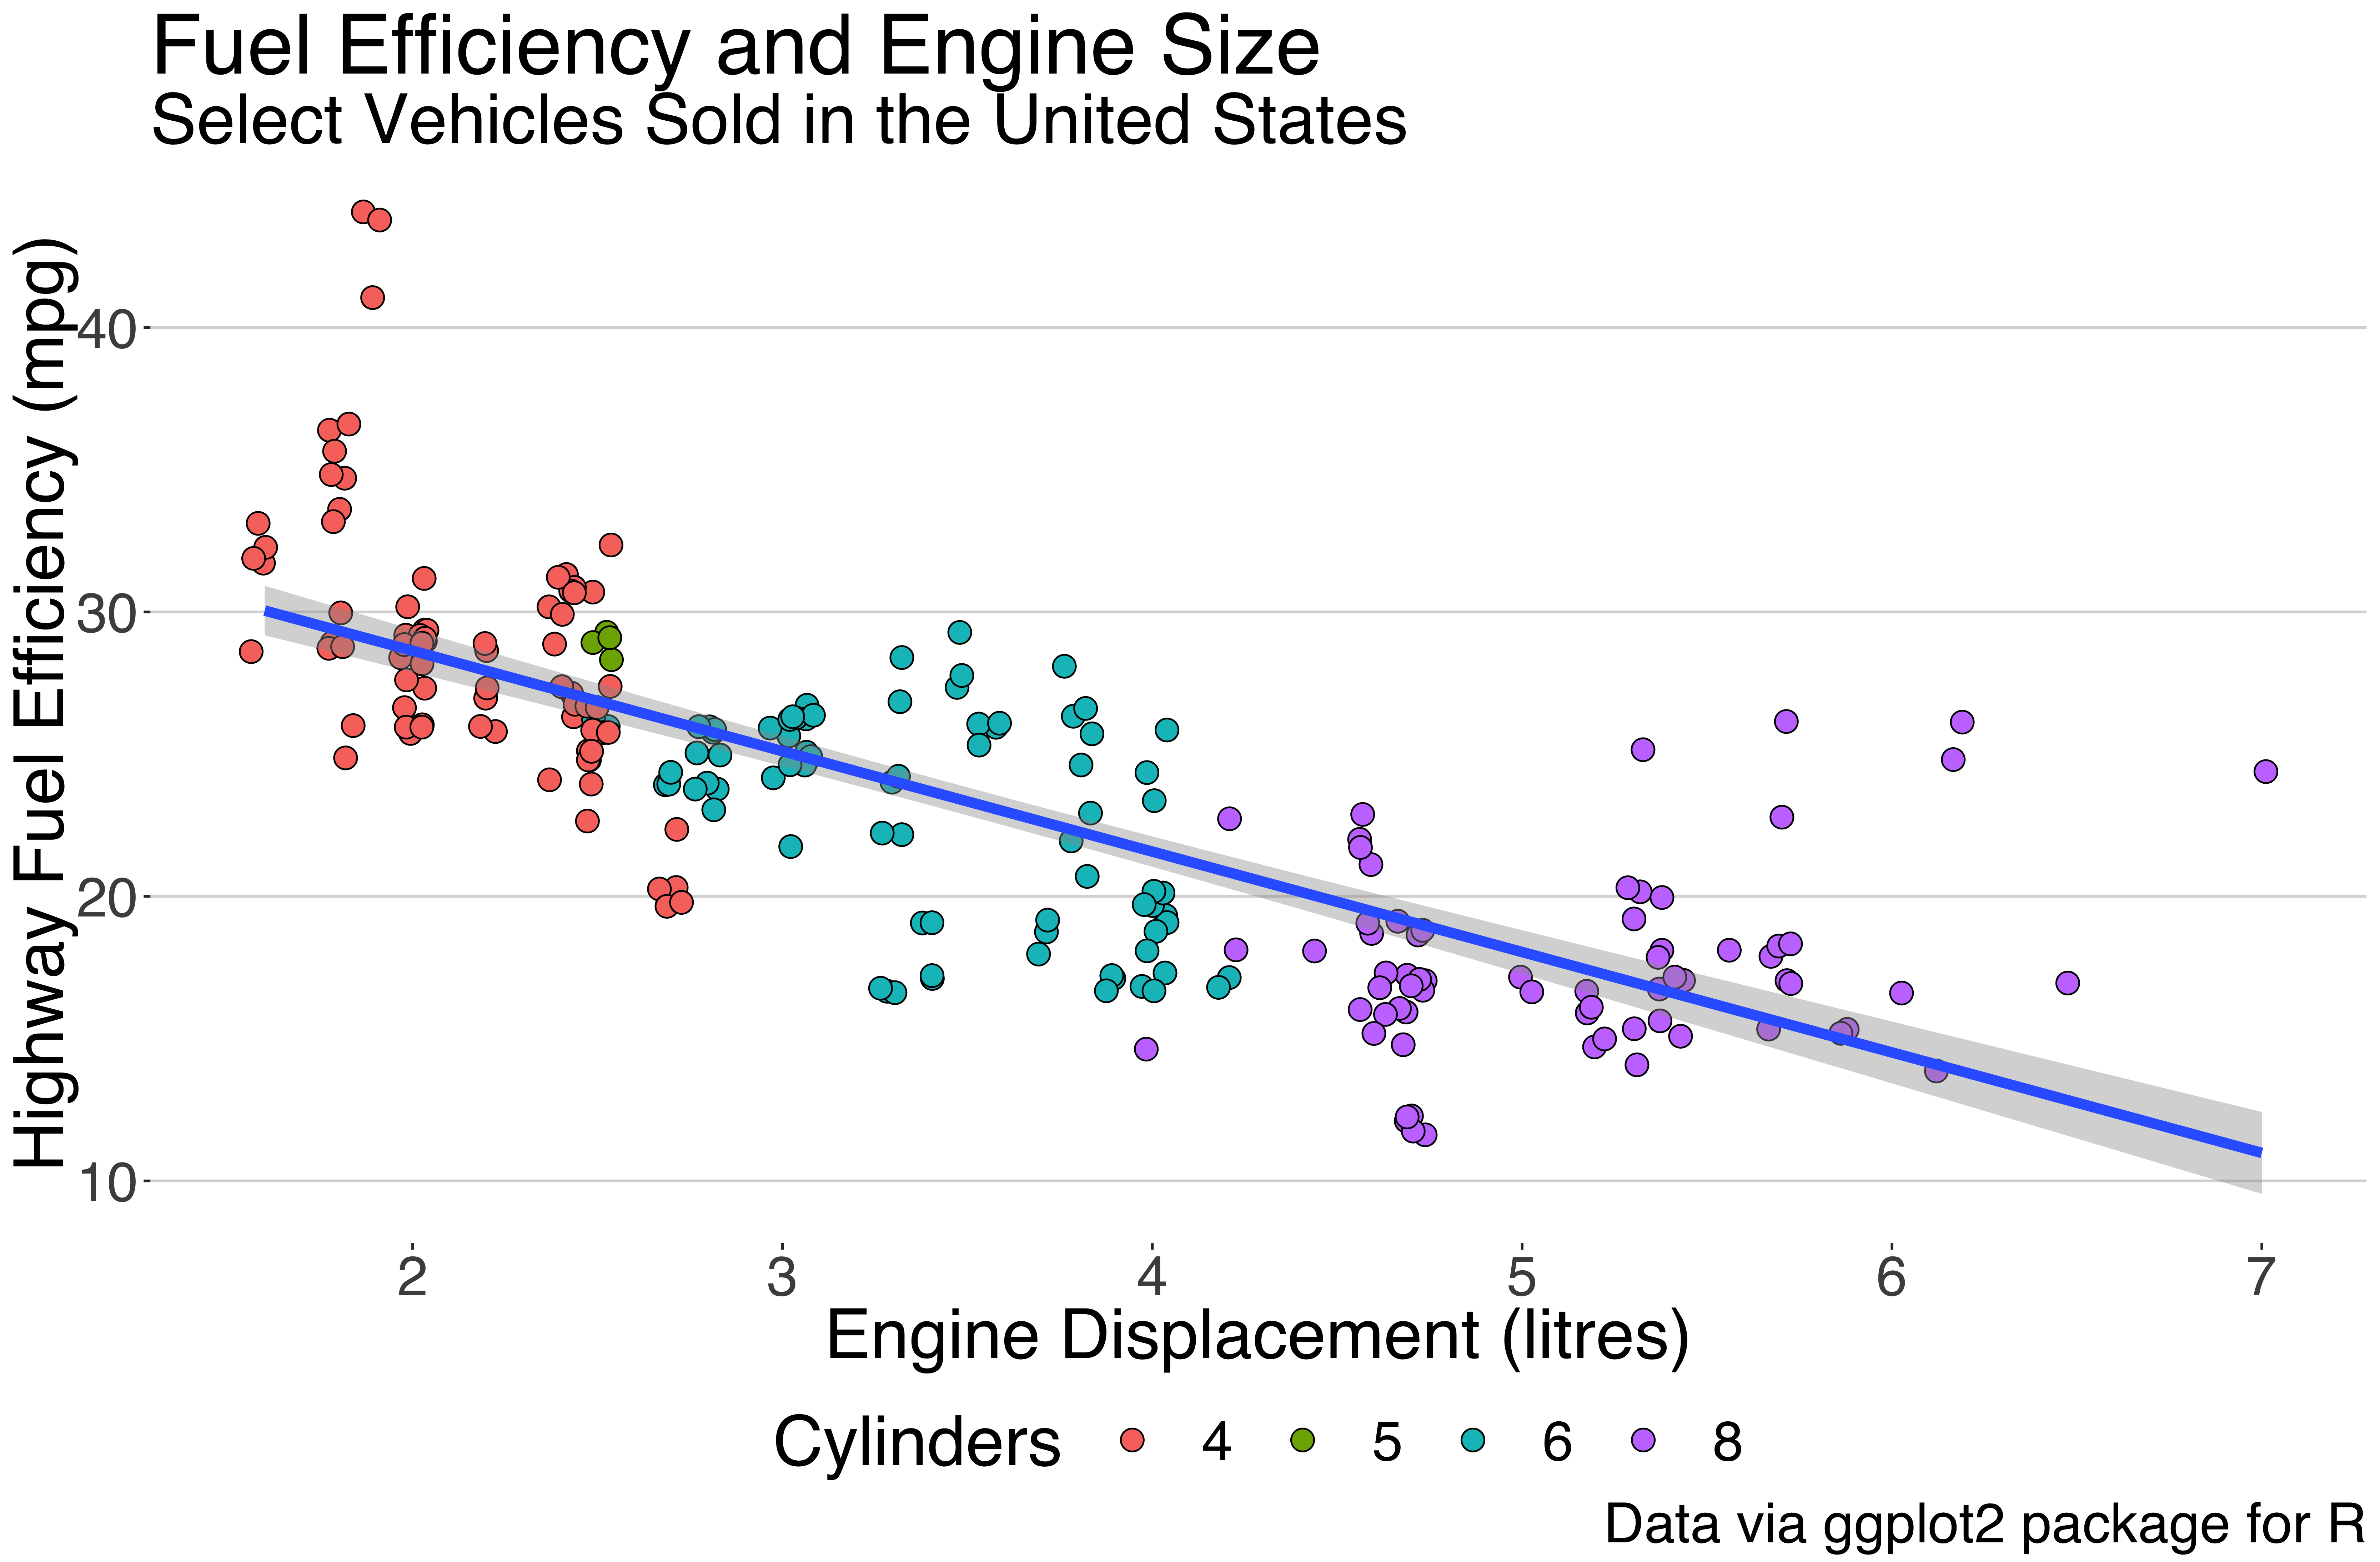 Fuel Efficiency and Engine Size
Select Vehicles Sold in the United States
Highway Fuel Efficiency (mpg)
40
30
20
10
2 3 4 5 6 7
Engine Displacement (litres)
Cylinders 4 5 6 8
Data via ggplot2 package for R